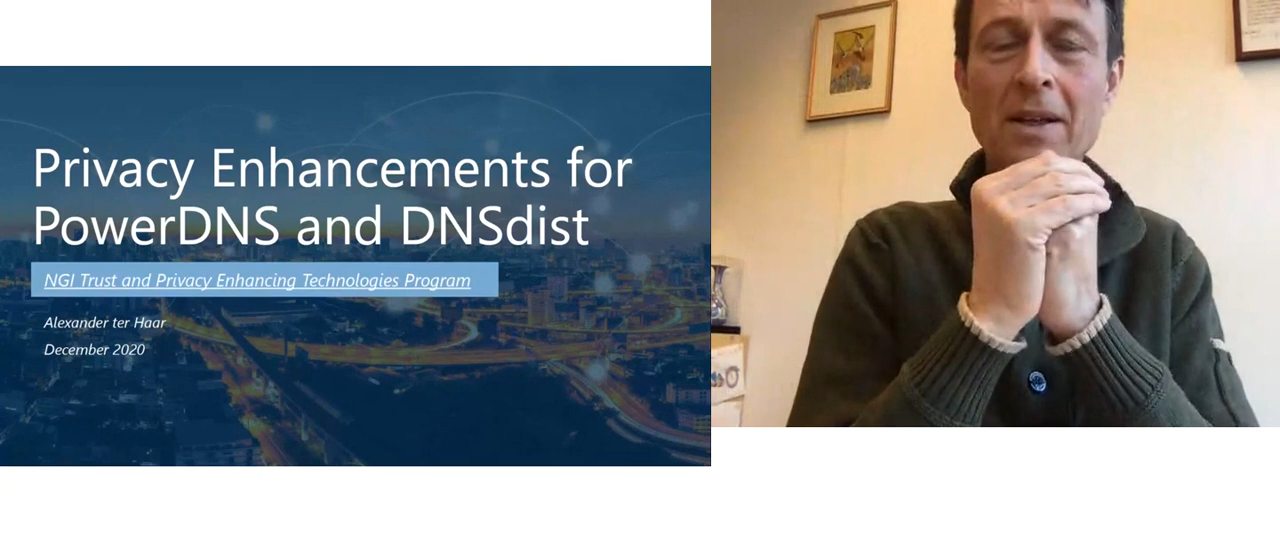 Privacy Enhancements for
PowerDNS and DNSdist
NGI Trust and Privacy Enhancing Technologies Program
Alexander ter Haar
December 2020